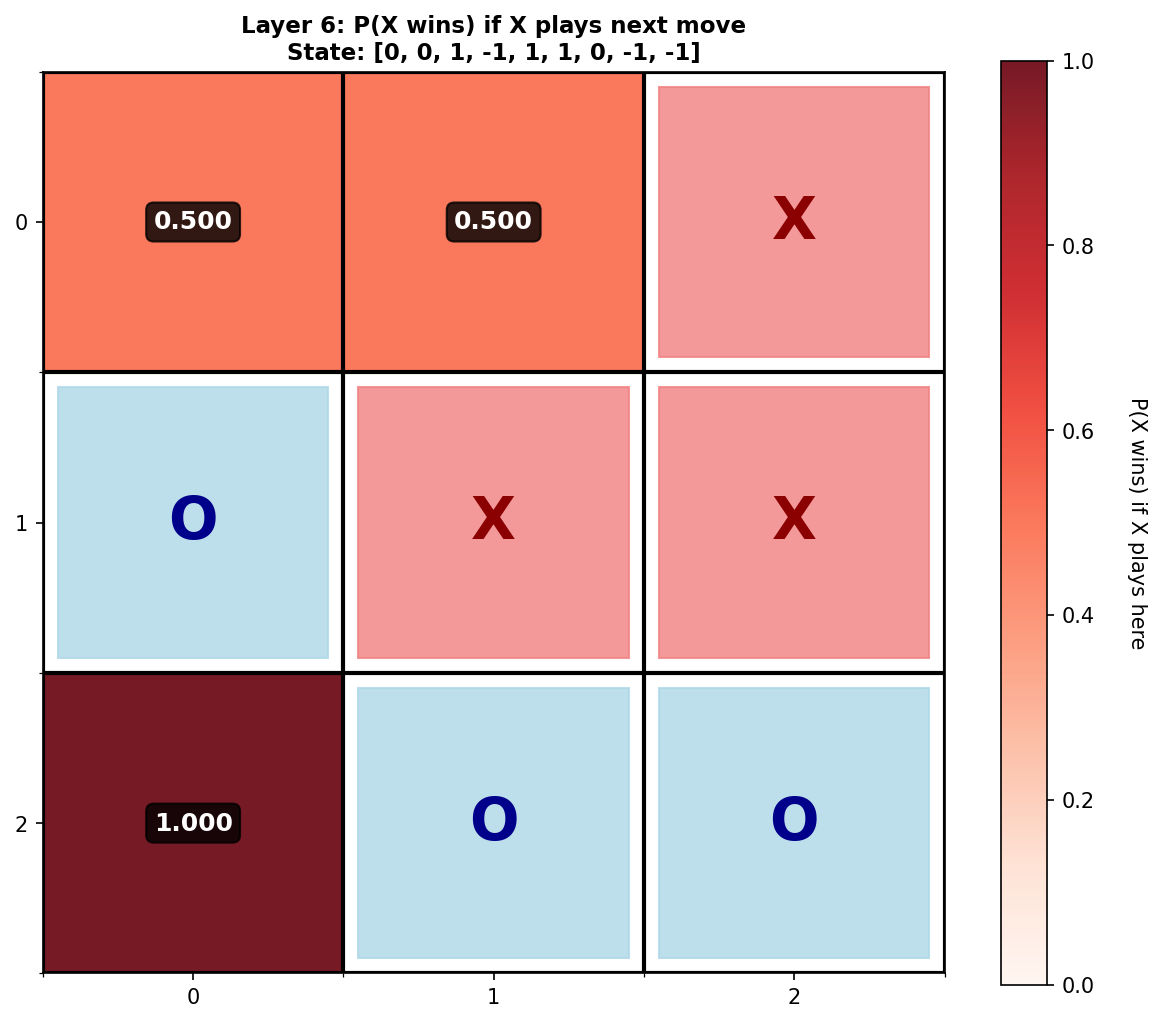 Layer 6: P(X wins) if X plays next move
State: [0, 0, 1, -1, 1, 1, 0, -1, -1]
0
0.500
0.500
X
1
O
X
X
2
1.000
O
O
0
1
2
1.0
0.8
0.6
0.4
0.2
0.0
P(X wins) if X plays here